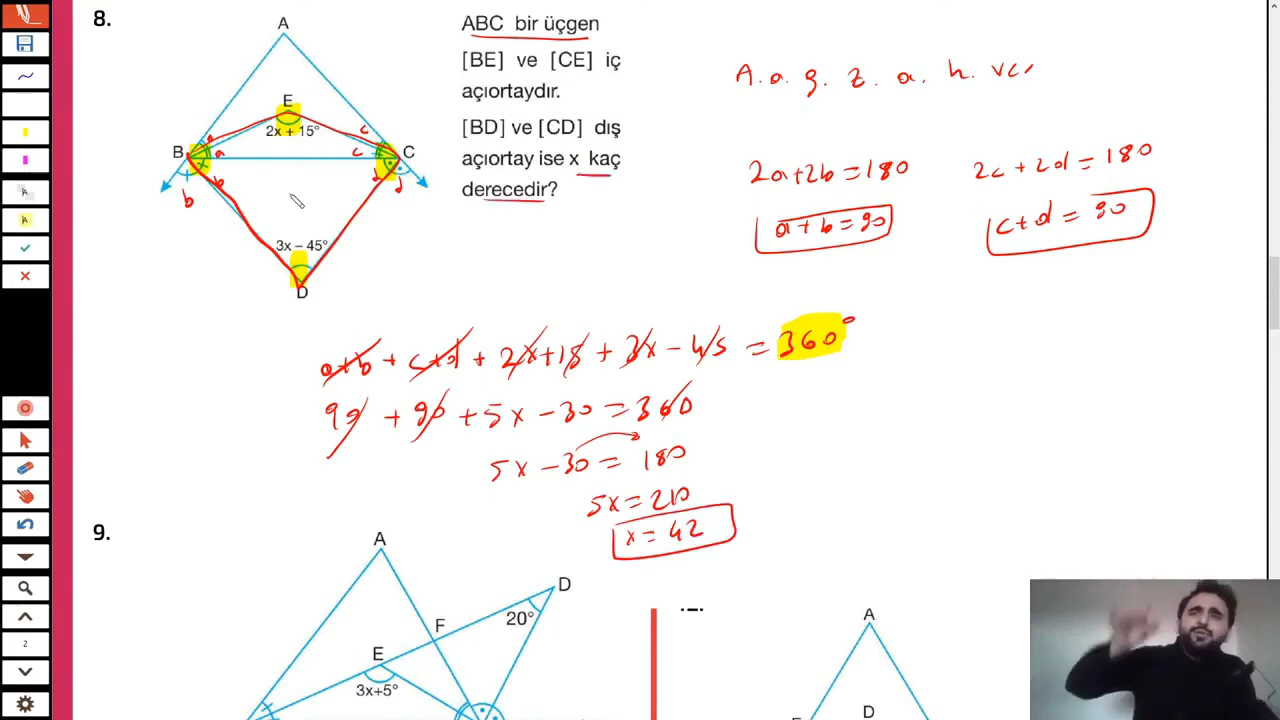 8.
A
E
2x + 15°
B
C
a
a
c
c
b
b
d
d
3x – 45°
D
ABC bir üçgen
[BE] ve [CE] iç
açıortaydır.
[BD] ve [CD] dış
açıortay ise x kaç
derecedir?
A. a. g. z. a. h. vc
2a+2b=180
a+b=90
2c+2d=180
c+d=90
a+b + c+d + 2x+15 + 3x-45 = 360°
90 + 90 + 5x - 30 = 360
5x - 30 = 180
5x = 210
x = 42
9.
A
D
20°
F
E
3x+5°
A
D
2